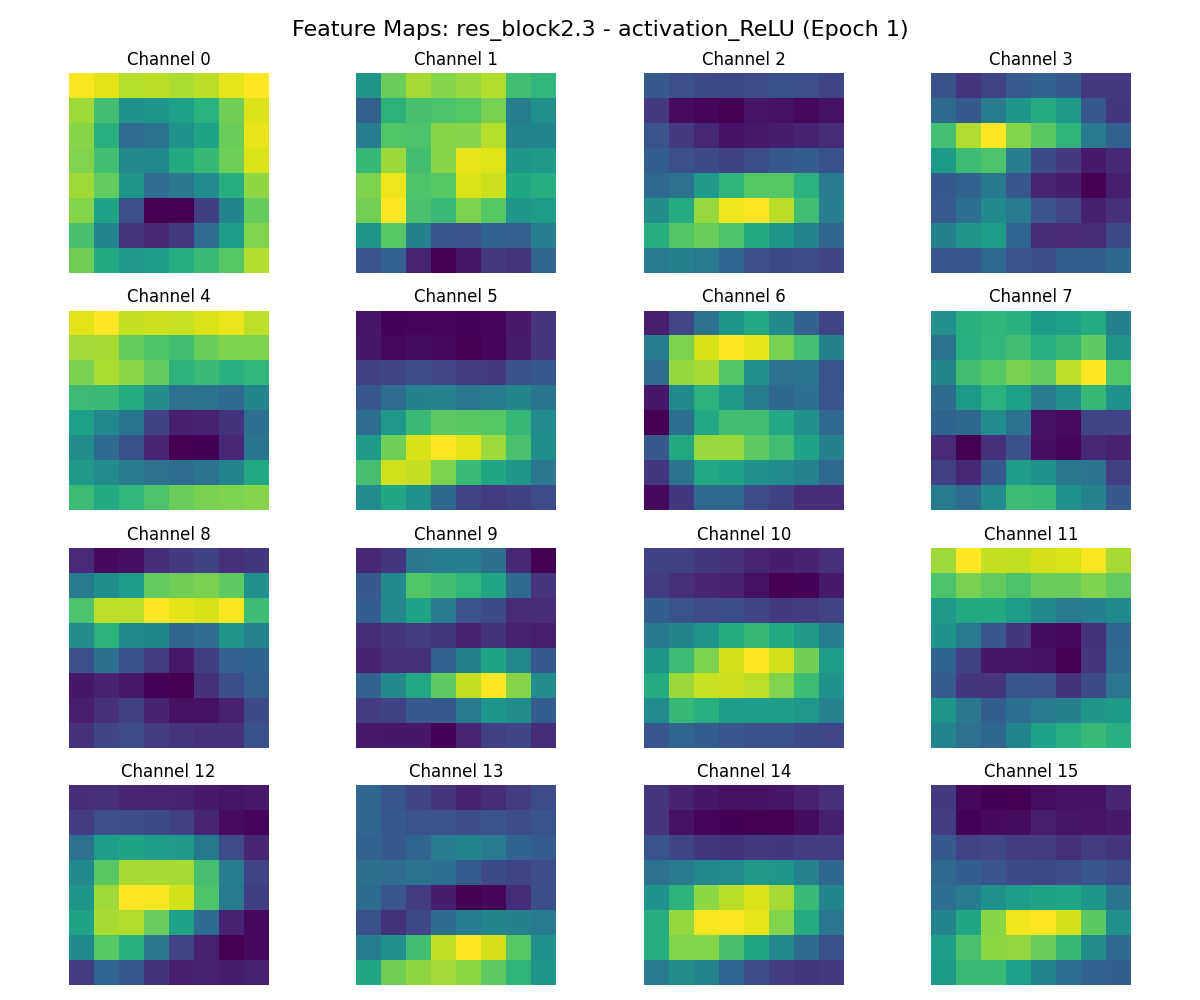 Feature Maps: res_block2.3 - activation_ReLU (Epoch 1)
Channel 0 Channel 1 Channel 2 Channel 3
Channel 4 Channel 5 Channel 6 Channel 7
Channel 8 Channel 9 Channel 10 Channel 11
Channel 12 Channel 13 Channel 14 Channel 15